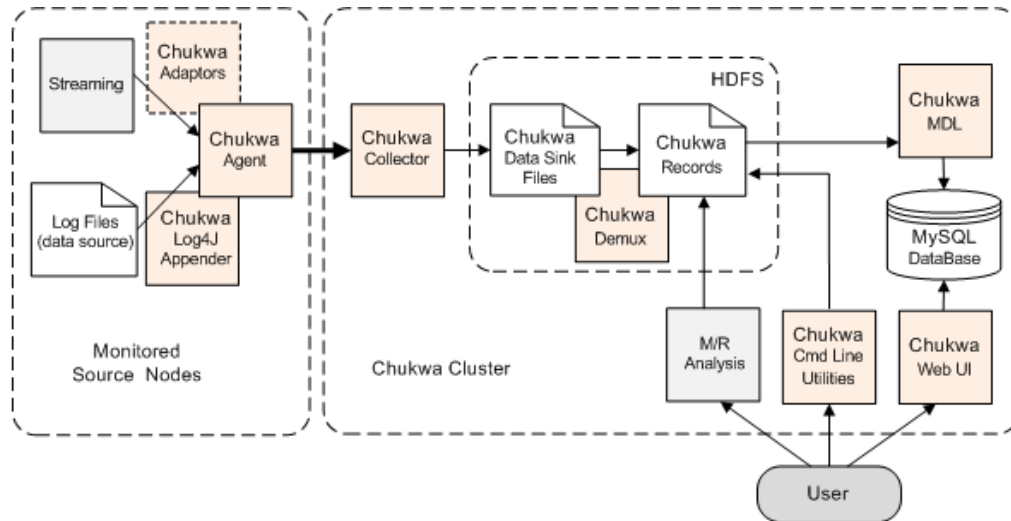 Streaming
Chukwa
Adaptors
Chukwa
Agent
Log Files
(data source)
Chukwa
Log4J
Appender
Monitored
Source Nodes
Chukwa
Collector
HDFS
Chukwa
Data Sink
Files
Chukwa
Records
Chukwa
Demux
Chukwa
MDL
MySQL
DataBase
Chukwa Cluster
M/R
Analysis
Chukwa
Cmd Line
Utilities
Chukwa
Web UI
User